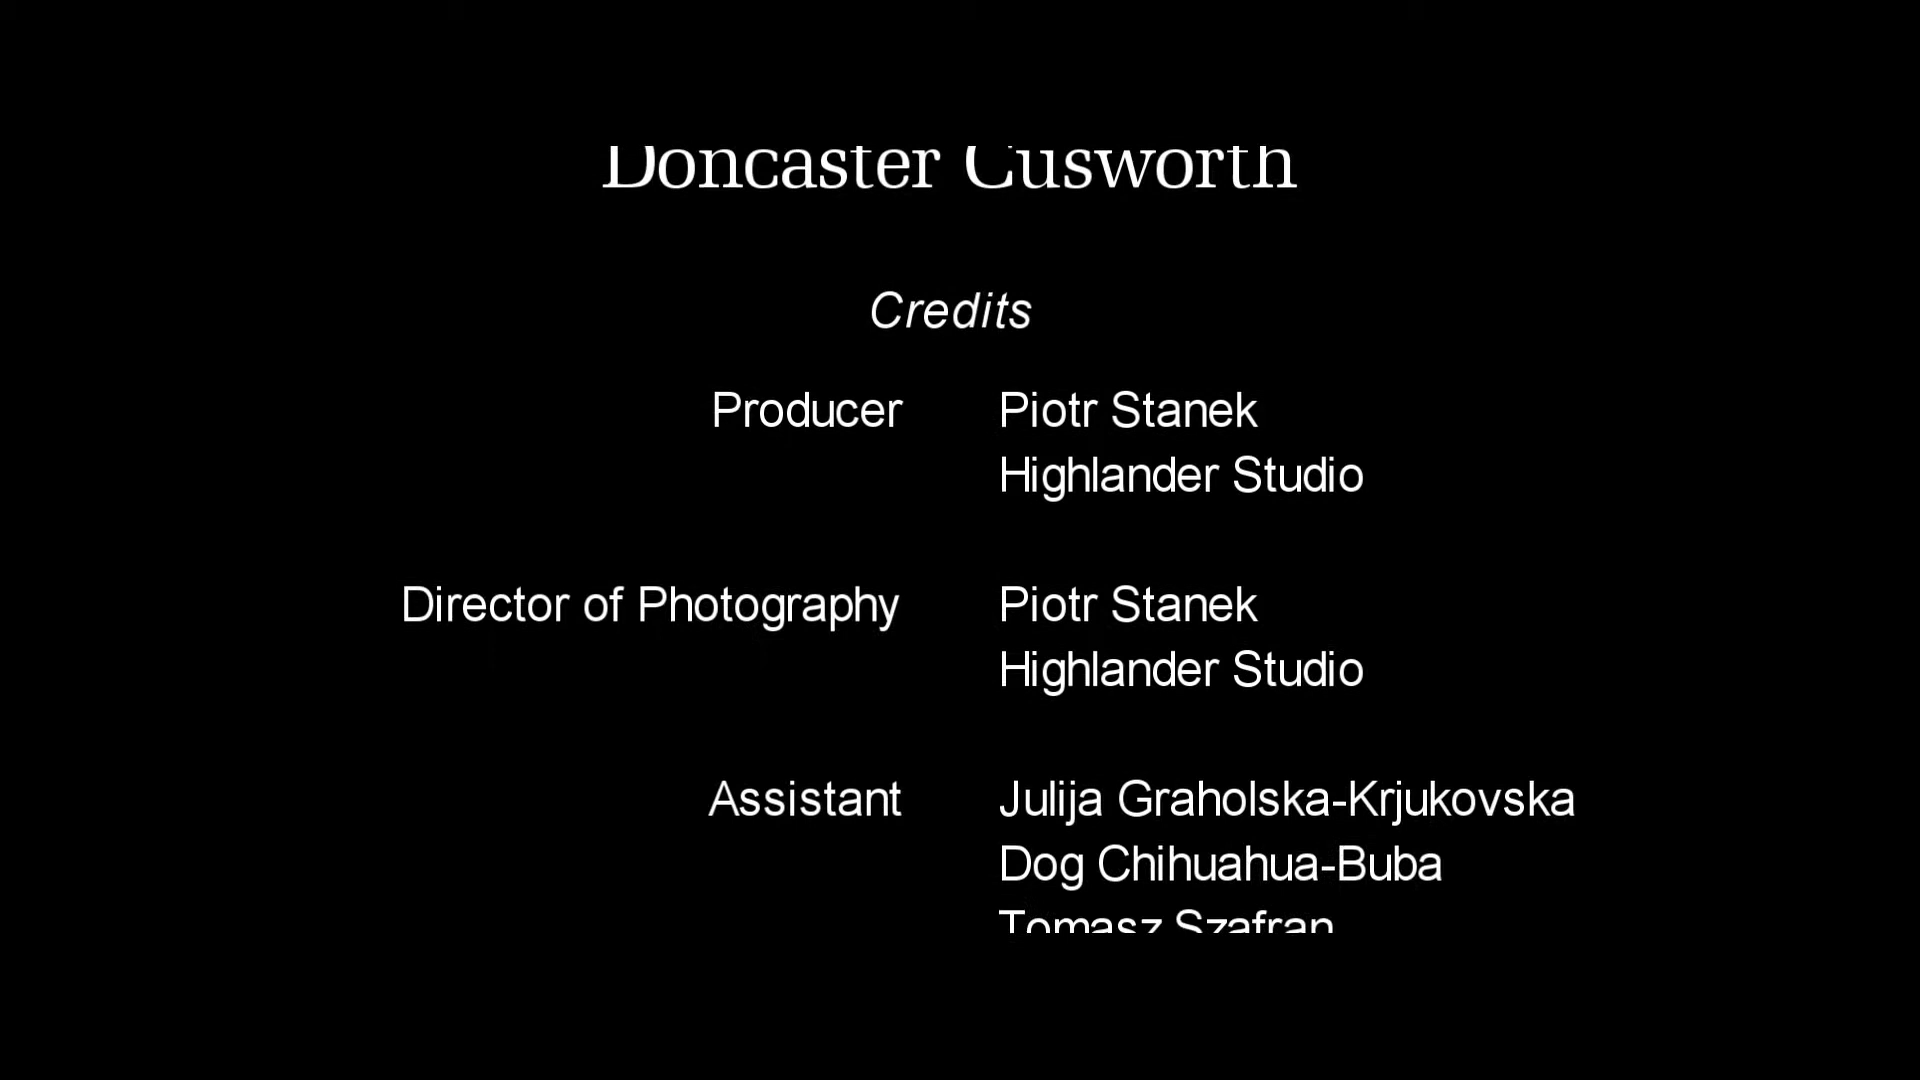 Doncaster Cusworth
Credits
Producer Piotr Stanek
Highlander Studio
Director of Photography Piotr Stanek
Highlander Studio
Assistant Julija Graholska-Krjukovska
Dog Chihuahua-Buba
Tomasz Szafran